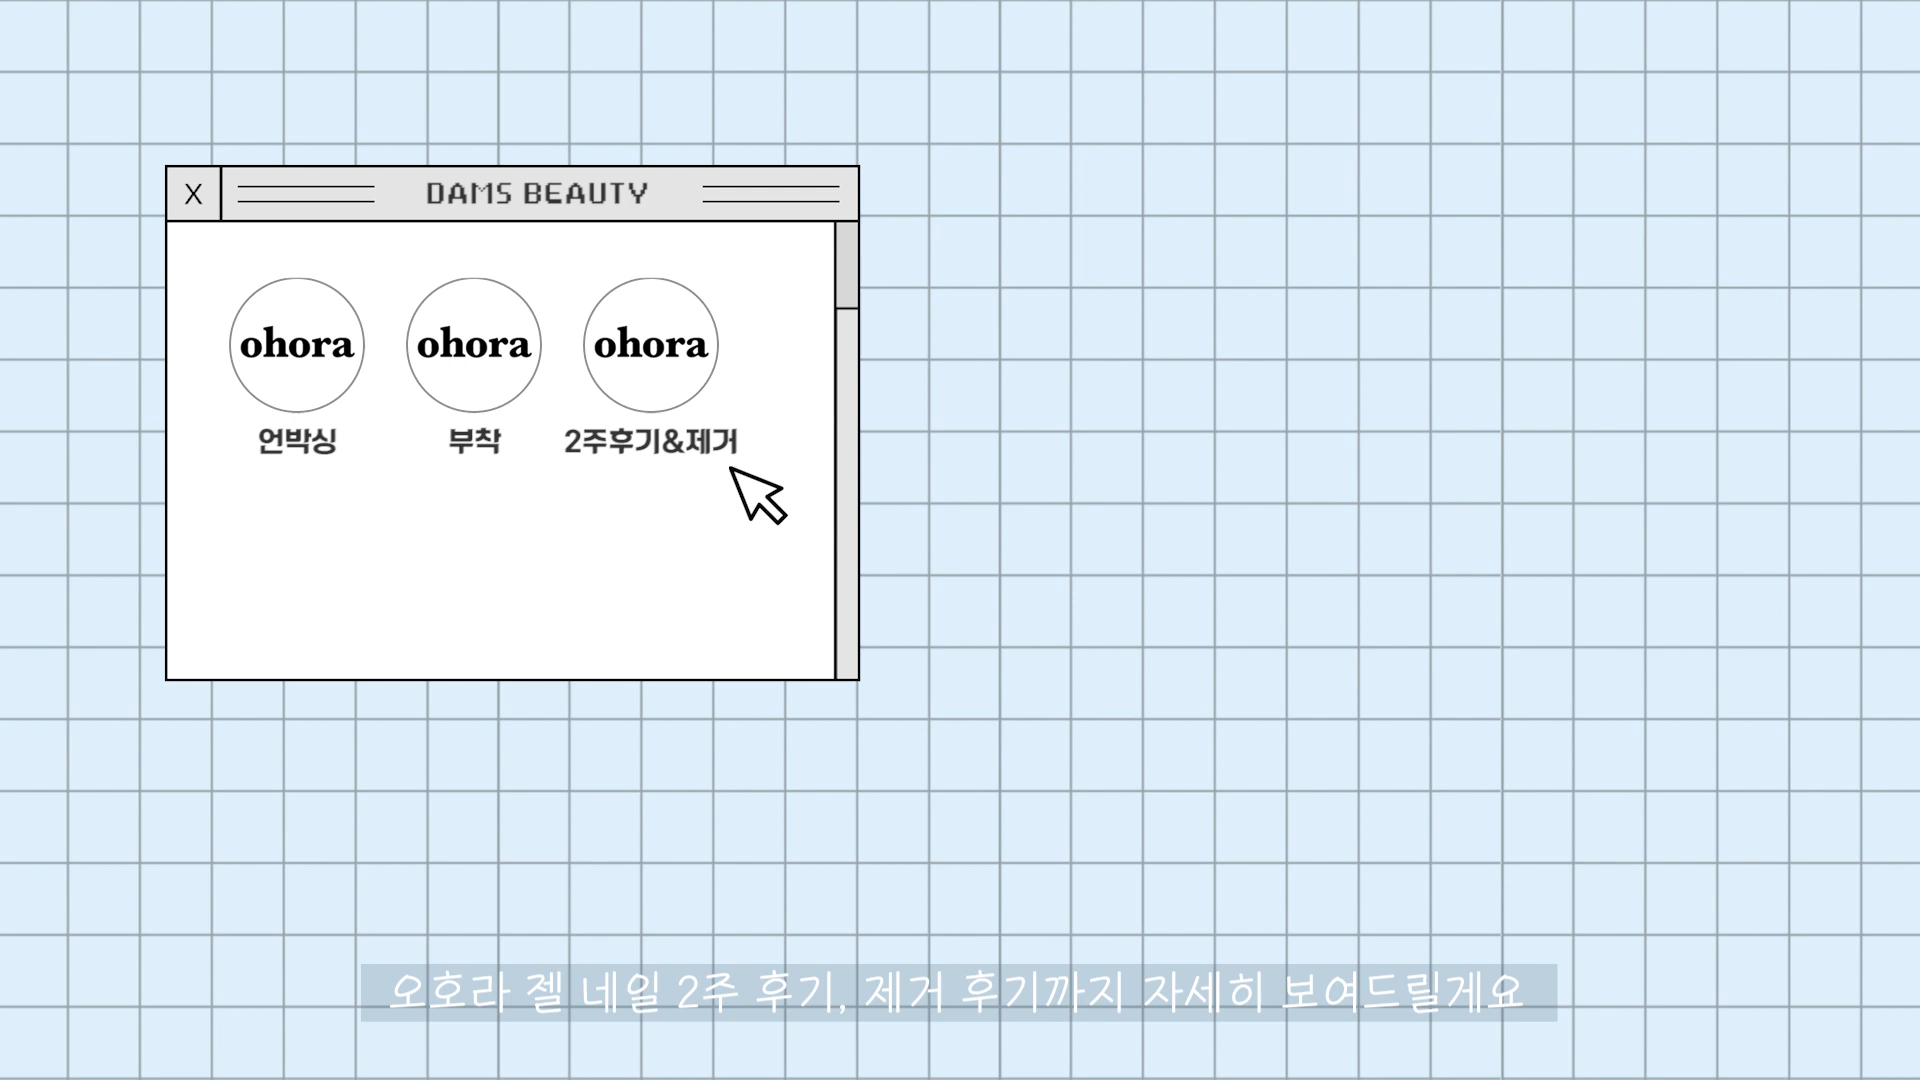 X
DAMS BEAUTY
ohora ohora ohora
언박싱 부착 2주후기&제거
오호라 젤 네일 2주 후기, 제거 후기까지 자세히 보여드릴게요